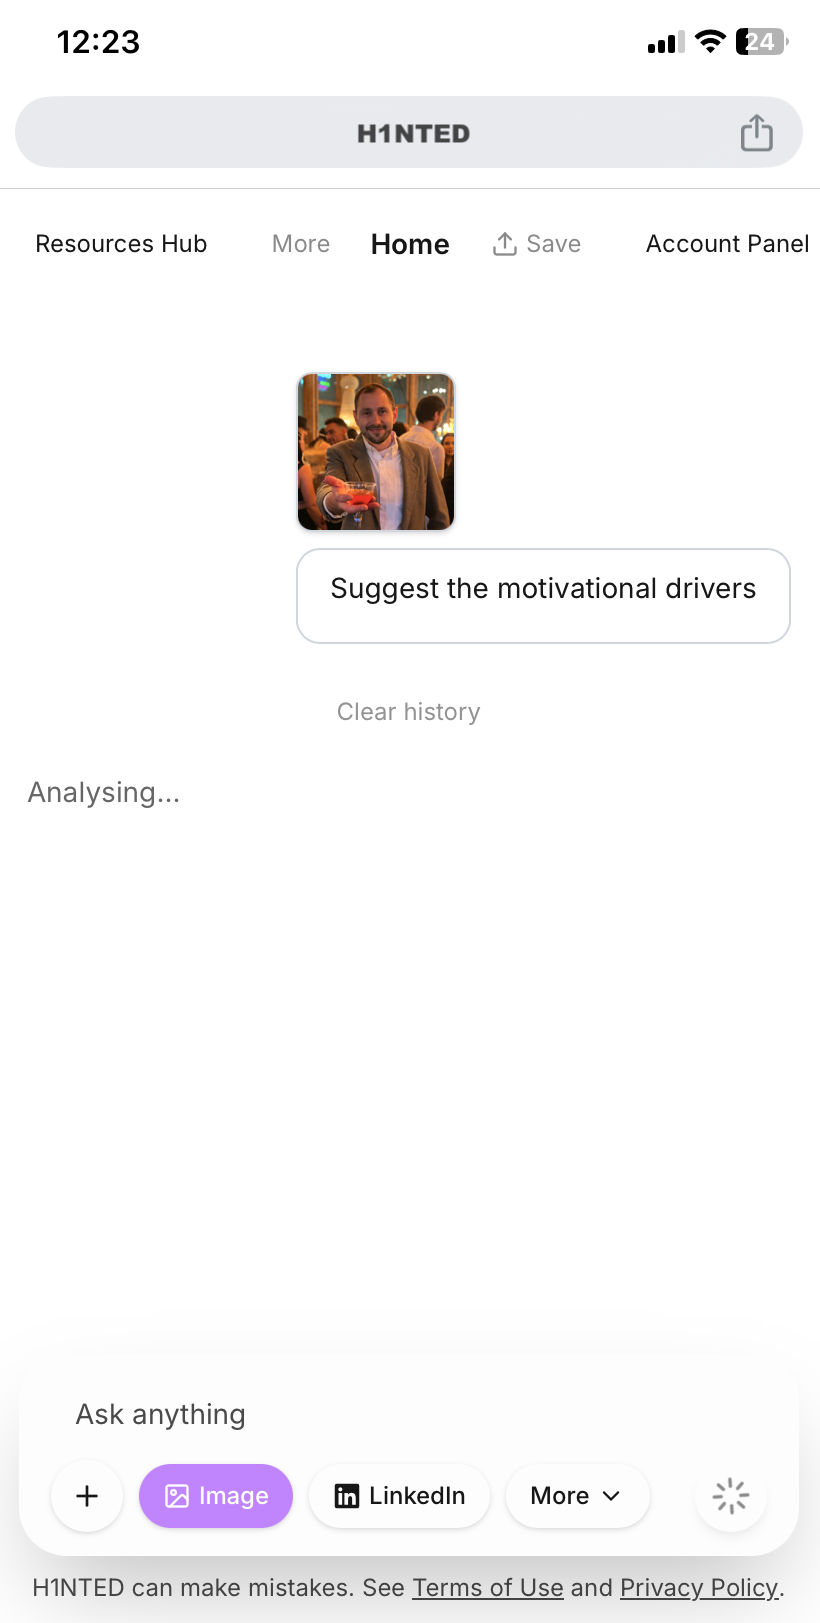 12:23
24
H1NTED
Resources Hub
More
Home
Save
Account Panel
Suggest the motivational drivers
Clear history
Analysing...
Ask anything
Image
LinkedIn
More
H1NTED can make mistakes. See Terms of Use and Privacy Policy.